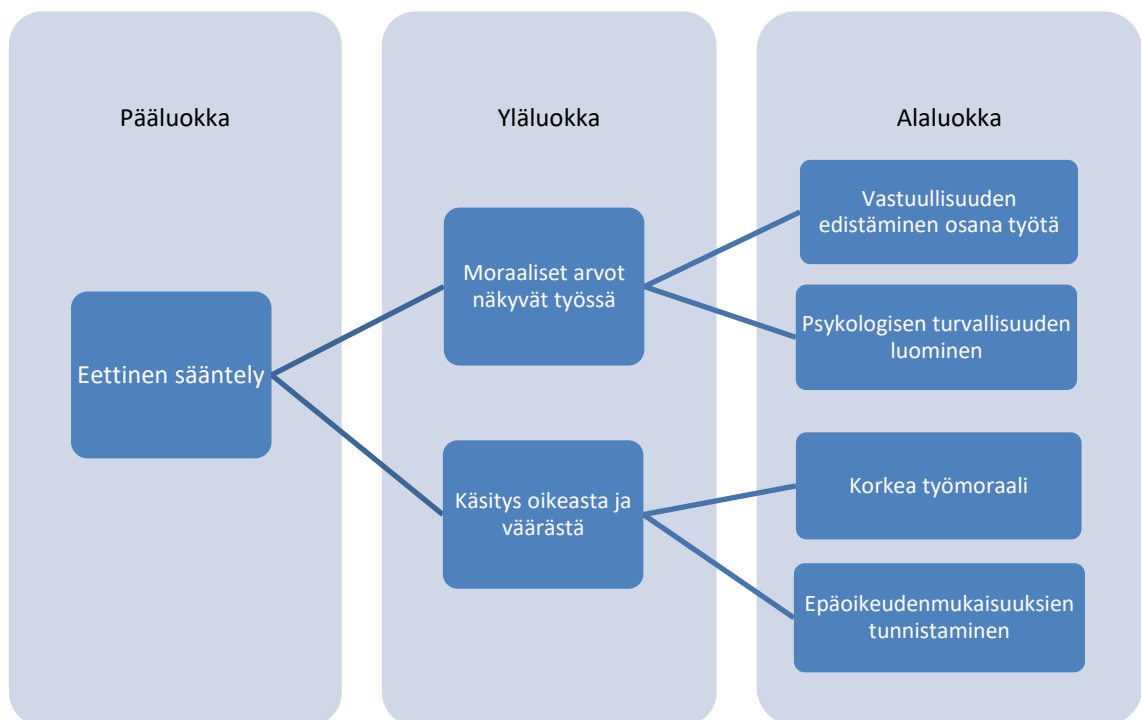 Pääluokka
Yläluokka
Alaluokka
Eettinen sääntely
Moraaliset arvot
näkyvät työssä
Käsitys oikeasta ja
väärästä
Vastuullisuuden
edistäminen osana työtä
Psykologisen turvallisuuden
luominen
Korkea työmoraali
Epäoikeudenmukaisuuksien
tunnistaminen